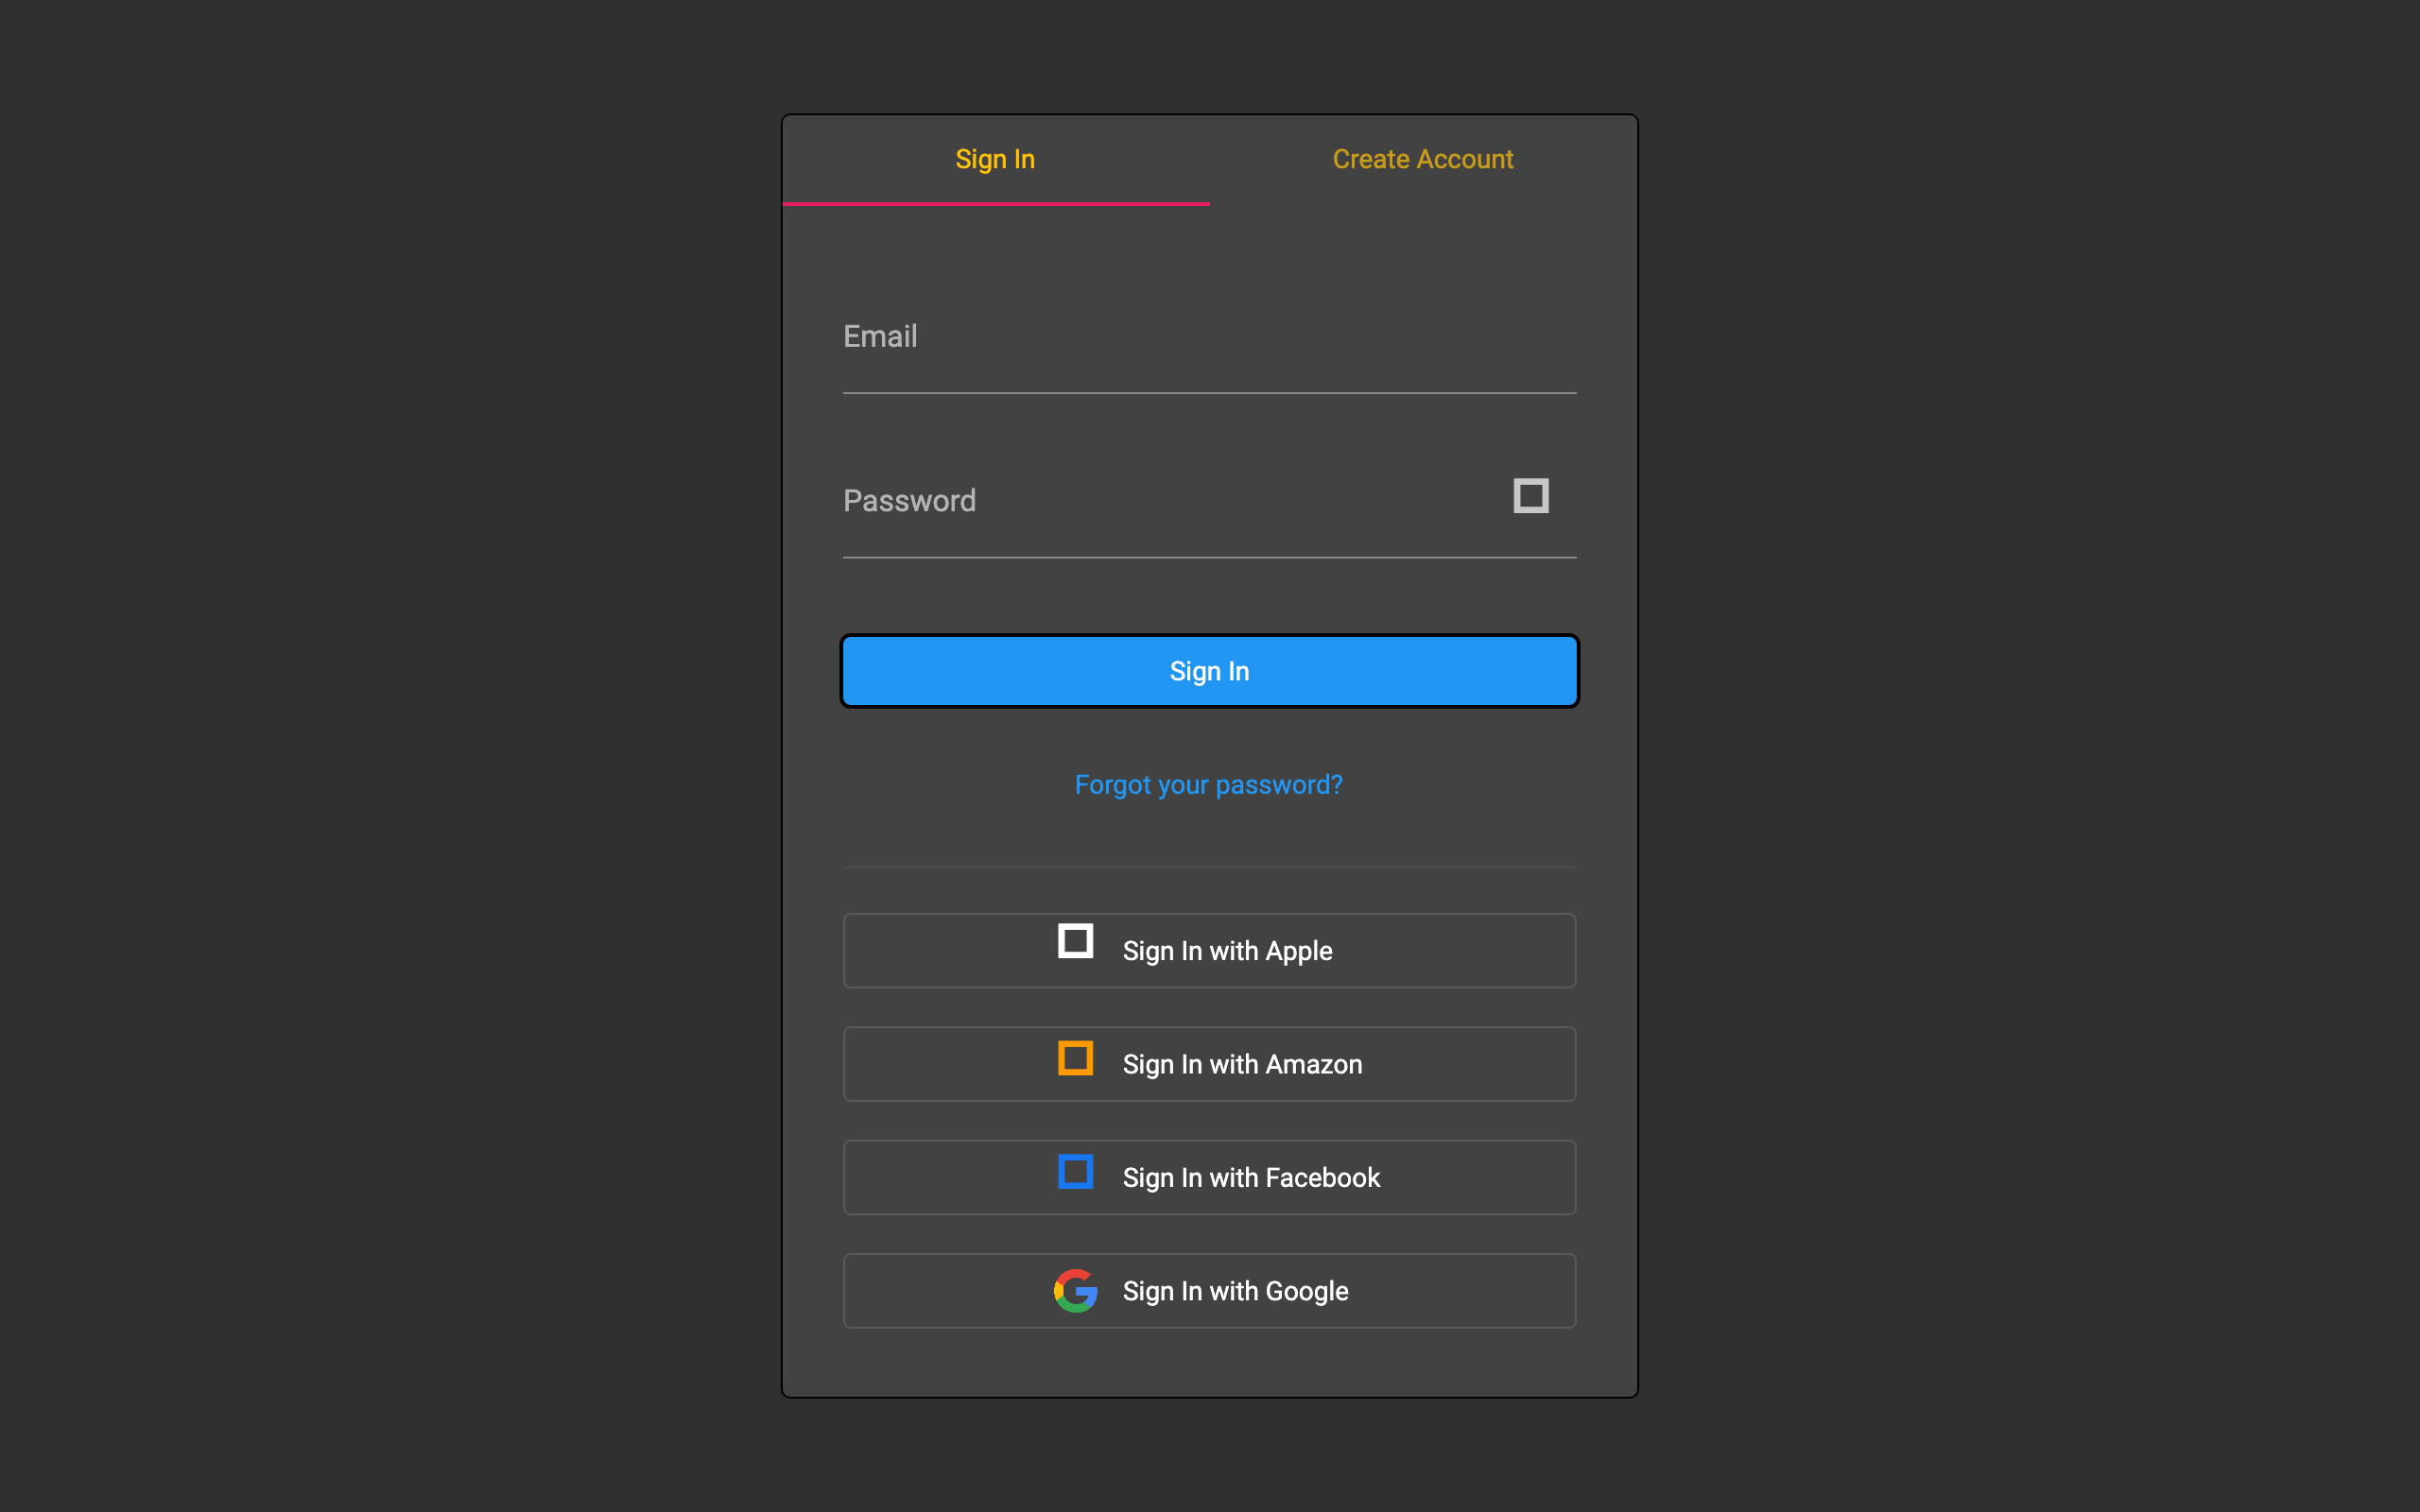 Sign In
Create Account
Email
Password
Sign In
Forgot your password?
Sign In with Apple
Sign In with Amazon
Sign In with Facebook
Sign In with Google